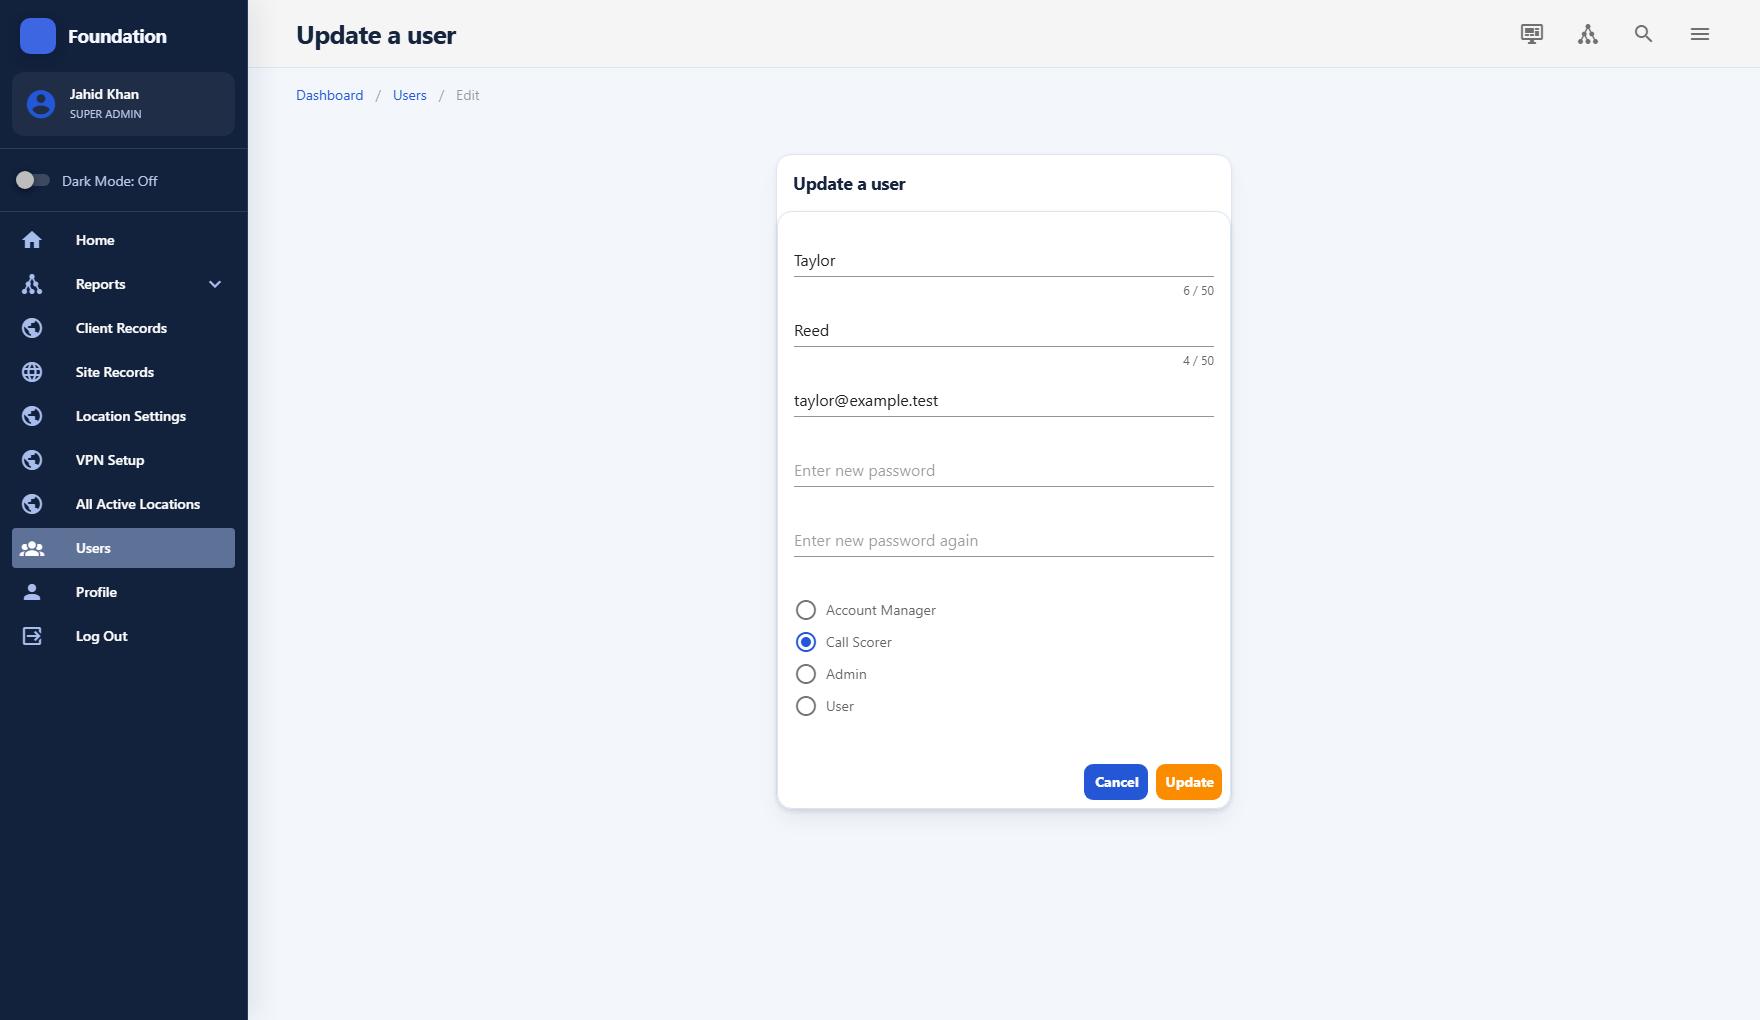 Foundation
Jahid Khan
SUPER ADMIN
Dark Mode: Off
Home
Reports
Client Records
Site Records
Location Settings
VPN Setup
All Active Locations
Users
Profile
Log Out
Update a user
Dashboard / Users / Edit
Update a user
Taylor
6 / 50
Reed
4 / 50
taylor@example.test
Enter new password
Enter new password again
Account Manager
Call Scorer
Admin
User
Cancel Update